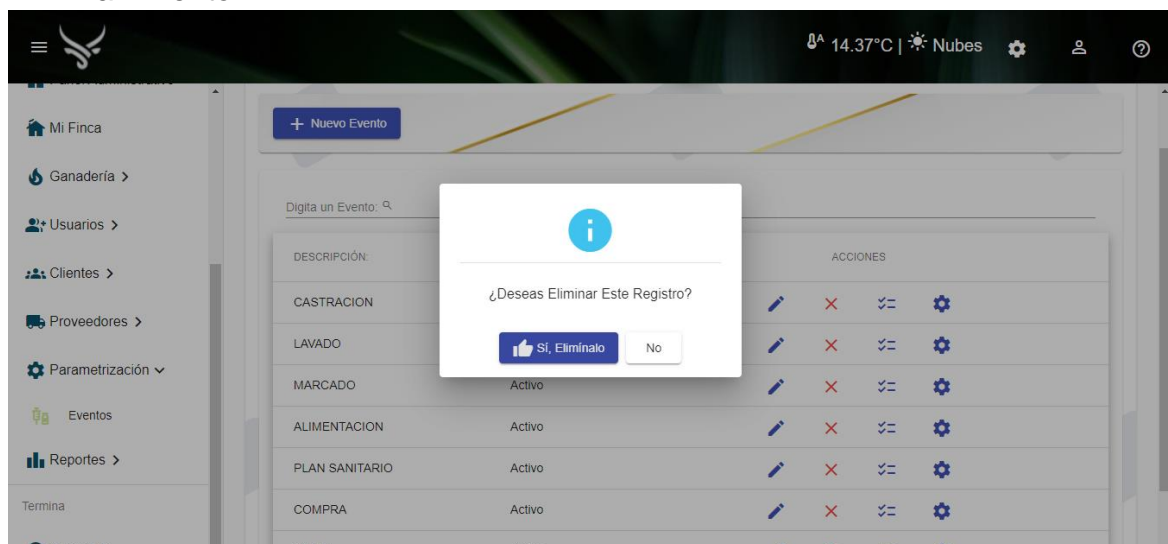 14.37°C | Nubes
Mi Finca
Ganadería
Usuarios
Clientes
Proveedores
Parametrización
Eventos
Reportes
Termina
+ Nuevo Evento
Digita un Evento:
DESCRIPCIÓN:
ACCIONES
CASTRACION
LAVADO
MARCADO Activo
ALIMENTACION Activo
PLAN SANITARIO Activo
COMPRA Activo
¿Deseas Eliminar Este Registro?
Sí, Elimínalo
No